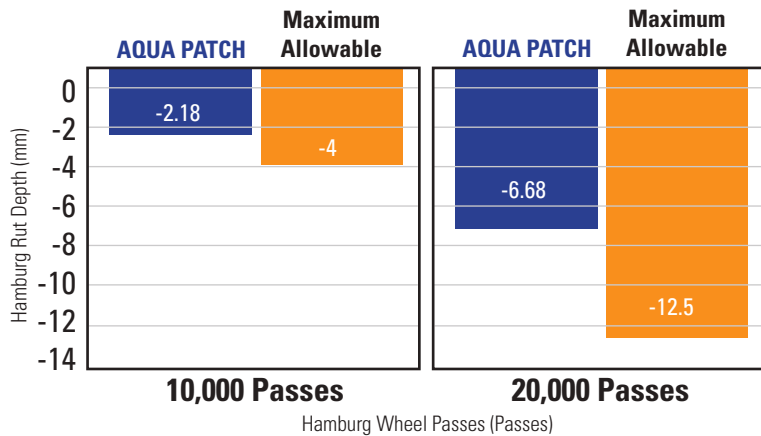 AQUA PATCH
Maximum
Allowable
AQUA PATCH
Maximum
Allowable
Hamburg Rut Depth (mm)
0
-2
-4
-6
-8
-10
-12
-14
-2.18
-4
-6.68
-12.5
10,000 Passes
20,000 Passes
Hamburg Wheel Passes (Passes)